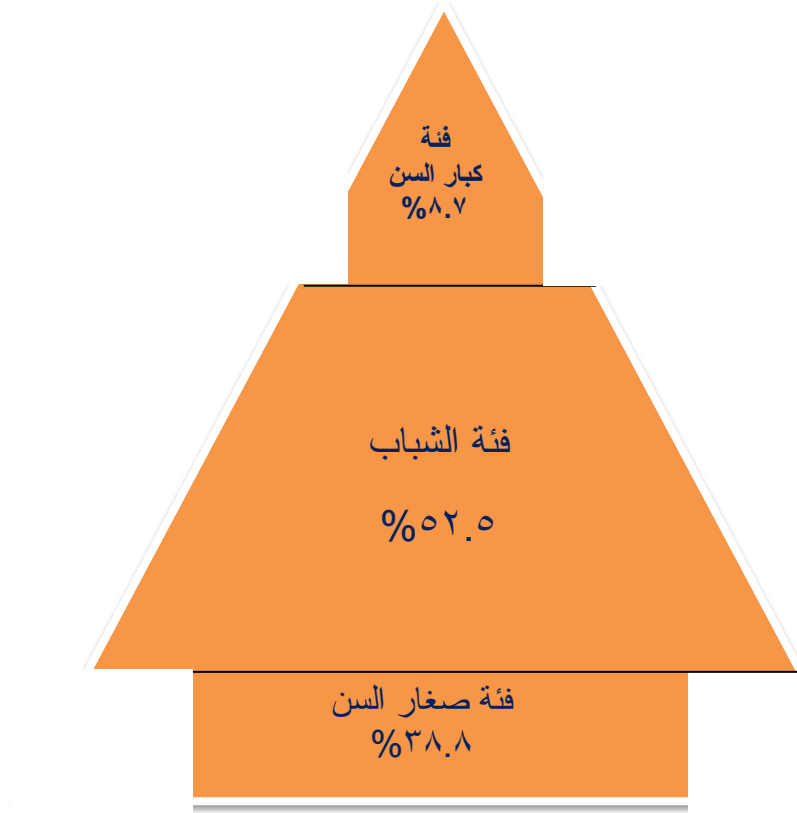 فئة
كبار السن
%٨.٧
فئة الشباب
%٥٢.٥
فئة صغار السن
%٣٨.٨